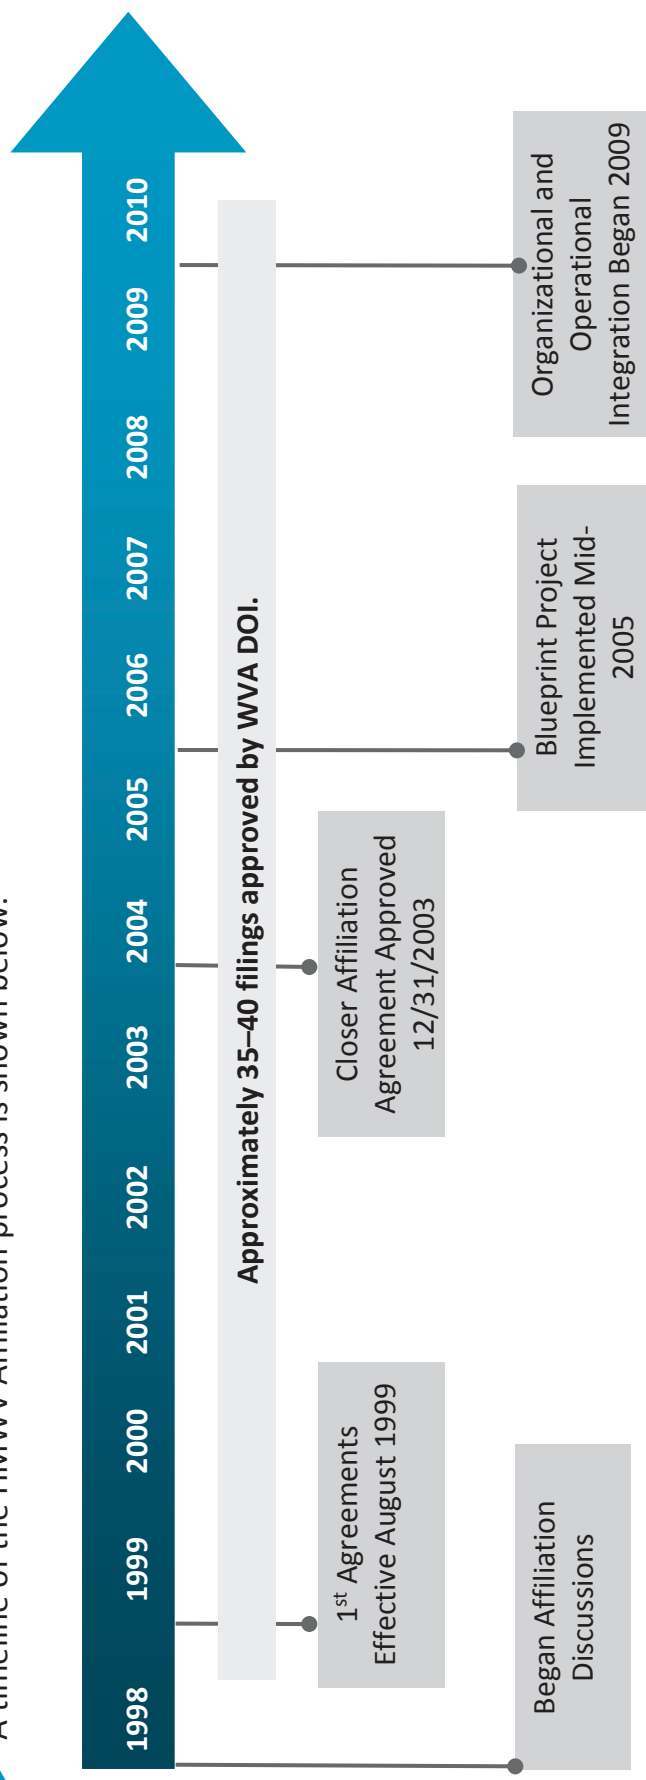 A timeline of the HMWV Affiliation process is shown below:
1998 1999 2000 2001 2002 2003 2004 2005 2006 2007 2008 2009 2010
Approximately 35–40 filings approved by WVA DOI.
1st Agreements
Effective August 1999
Closer Affiliation
Agreement Approved
12/31/2003
Began Affiliation
Discussions
Blueprint Project
Implemented Mid-
2005
Organizational and
Operational
Integration Began 2009